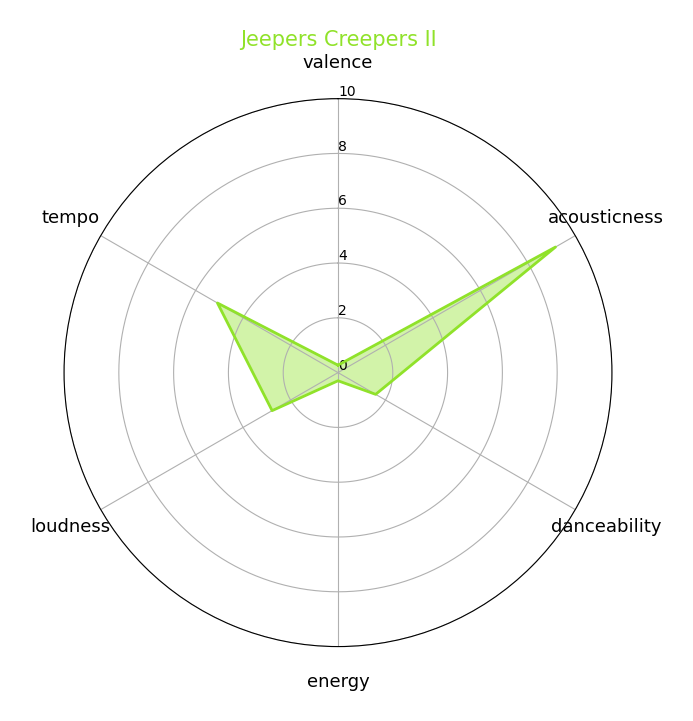 Jeepers Creepers II
valence
10
8
acousticness
tempo
6
4
2
0
loudness
danceability
energy